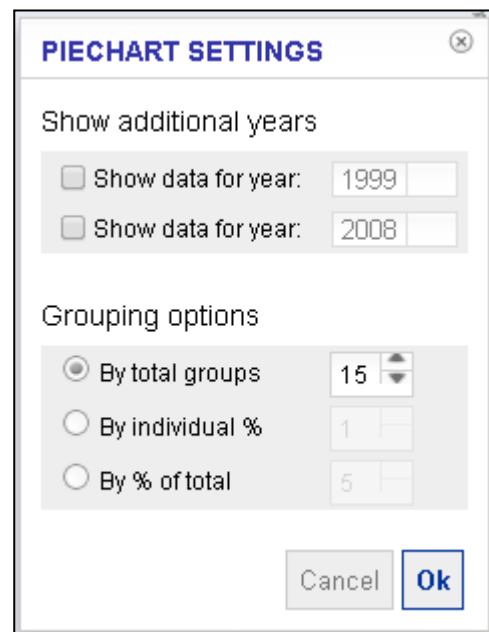 PIECHART SETTINGS
Show additional years
Show data for year: 1999
Show data for year: 2008
Grouping options
By total groups 15
By individual % 1
By % of total 5
Cancel Ok